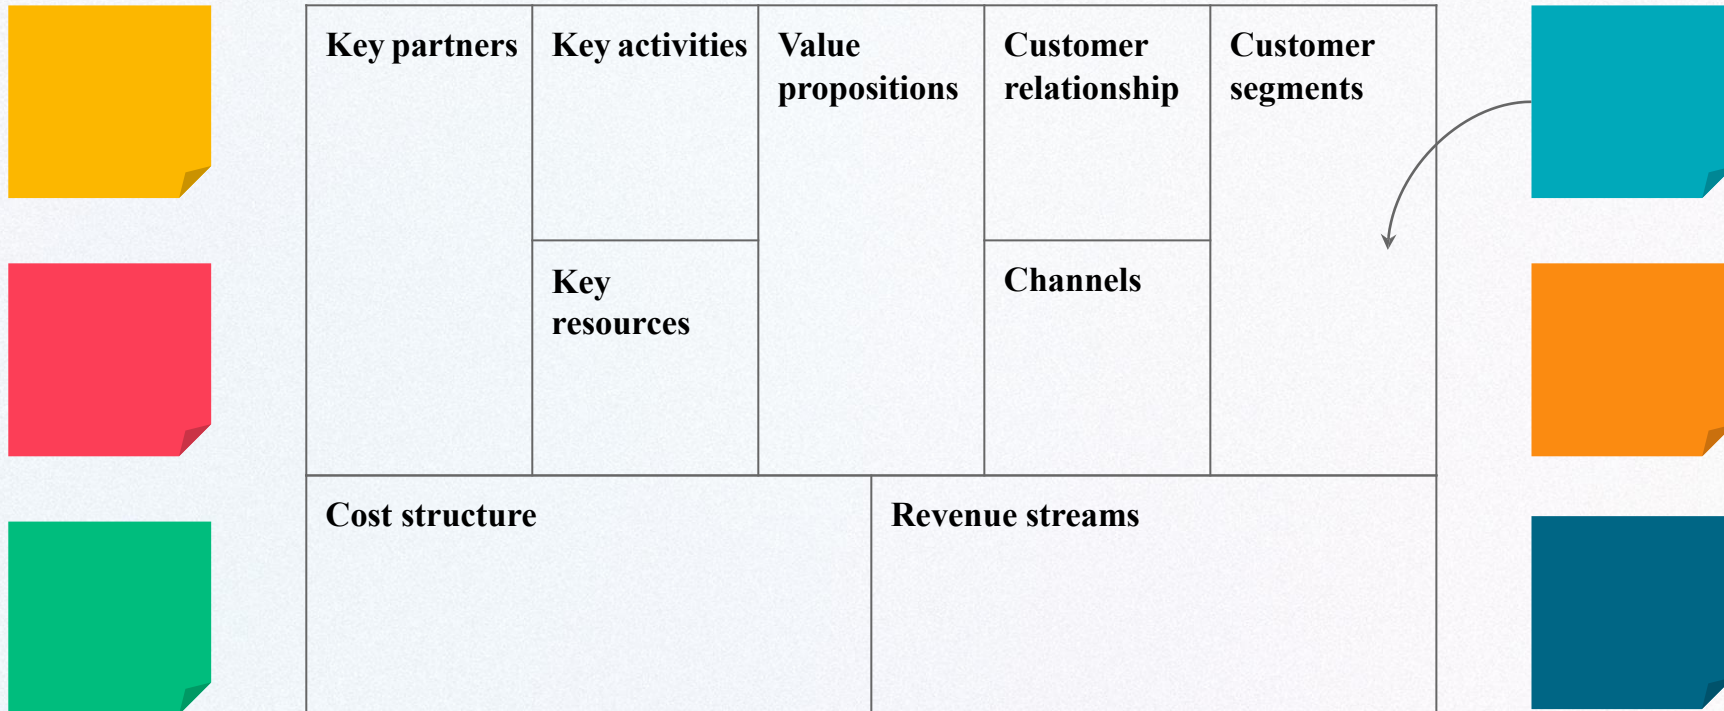 Key partners
Key activities
Value
propositions
Customer
relationship
Customer
segments
Key
resources
Channels
Cost structure
Revenue streams